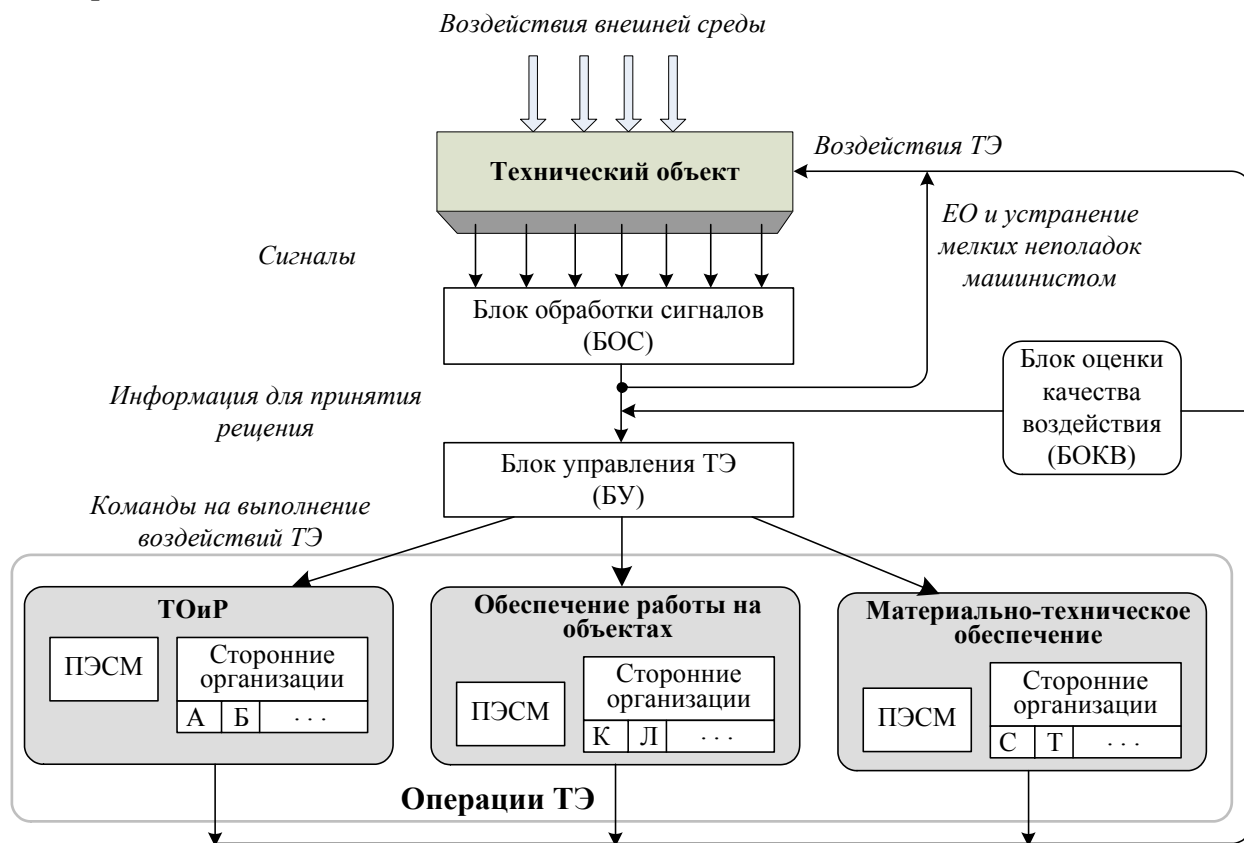 Воздействия внешней среды
Технический объект
Воздействия ТЭ
ЕО и устранение
мелких неполадок
машинистом
Сигналы
Блок обработки сигналов
(БОС)
Блок оценки
качества
воздействия
(БОКВ)
Информация для принятия
рещения
Блок управления ТЭ
(БУ)
Команды на выполнение
воздействий ТЭ
ТОиР
ПЭСМ
Сторонние
организации
А Б . . .
Обеспечение работы на
объектах
ПЭСМ
Сторонние
организации
К Л . . .
Материально-техническое
обеспечение
ПЭСМ
Сторонние
организации
С Т . . .
Операции ТЭ